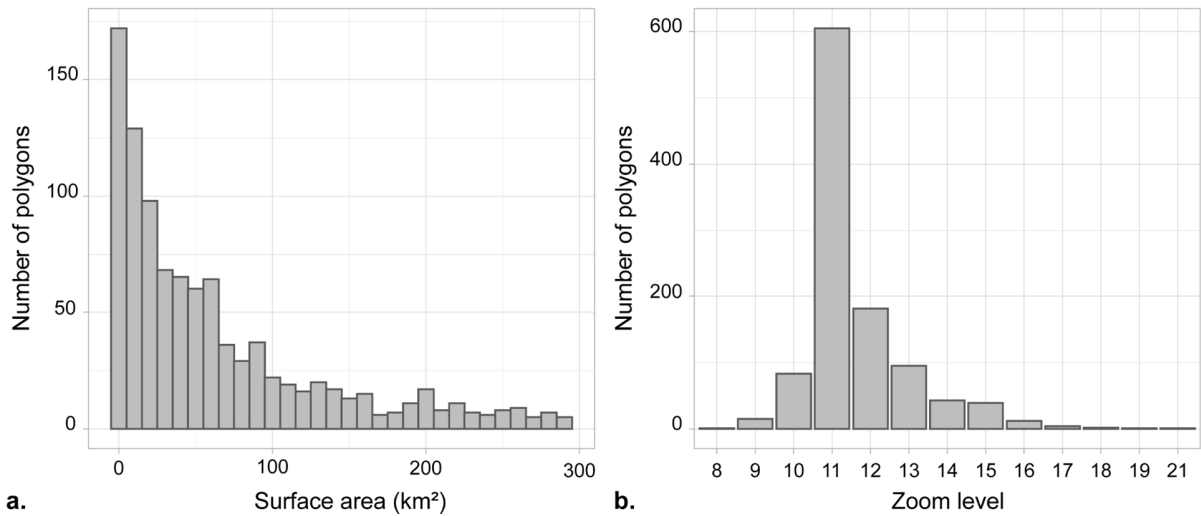 Number of polygons
150
100
50
0
0 100 200 300
Surface area (km²)
a.
Number of polygons
600
400
200
0
8 9 10 11 12 13 14 15 16 17 18 19 21
Zoom level
b.